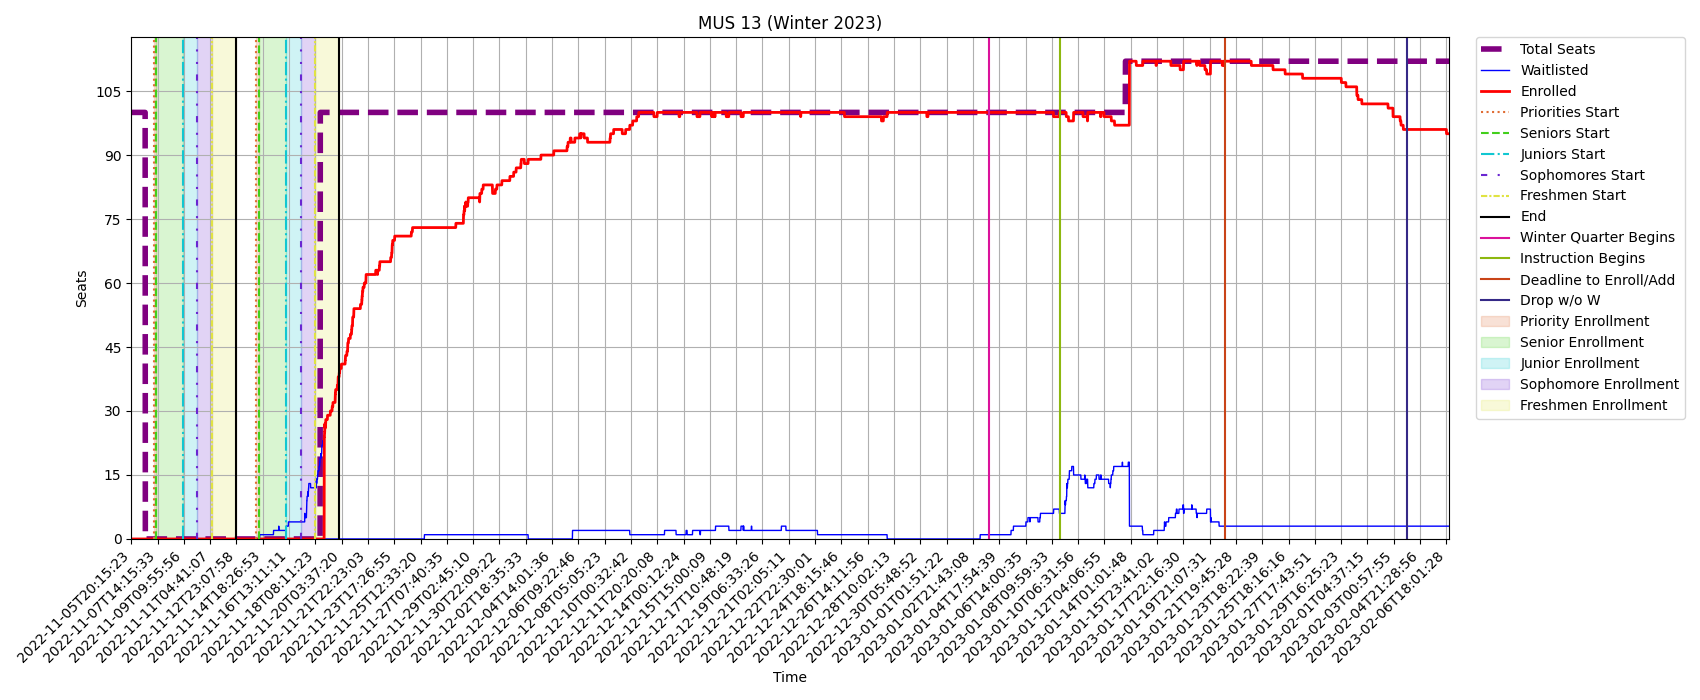 MUS 13 (Winter 2023)
Seats
105
90
75
60
45
30
15
0
2022-11-05T20:15:23
2022-11-07T14:15:33
2022-11-09T09:55:56
2022-11-11T04:41:07
2022-11-12T23:07:58
2022-11-14T18:26:53
2022-11-16T13:11:11
2022-11-18T08:11:23
2022-11-20T03:37:20
2022-11-21T22:23:03
2022-11-23T17:26:55
2022-11-25T12:33:20
2022-11-27T07:40:35
2022-11-29T02:45:10
2022-11-30T22:09:22
2022-12-02T18:35:33
2022-12-04T14:01:36
2022-12-06T09:22:46
2022-12-08T05:05:23
2022-12-10T00:32:42
2022-12-11T20:20:08
2022-12-14T00:12:24
2022-12-15T15:00:09
2022-12-17T10:48:19
2022-12-19T06:33:26
2022-12-21T02:05:11
2022-12-22T22:30:01
2022-12-24T18:15:46
2022-12-26T14:11:56
2022-12-28T10:02:13
2022-12-30T05:48:52
2023-01-01T01:51:22
2023-01-02T21:43:08
2023-01-04T17:54:39
2023-01-06T14:00:35
2023-01-08T09:59:33
2023-01-10T06:31:56
2023-01-12T04:06:55
2023-01-14T01:01:48
2023-01-15T23:41:02
2023-01-17T22:16:30
2023-01-19T21:07:31
2023-01-21T19:45:28
2023-01-23T18:22:39
2023-01-25T18:16:16
2023-01-27T17:43:51
2023-01-29T16:25:23
2023-02-01T04:37:15
2023-02-03T00:57:55
2023-02-04T21:28:56
2023-02-06T18:01:28
Time
Total Seats
Waitlisted
Enrolled
Priorities Start
Seniors Start
Juniors Start
Sophomores Start
Freshmen Start
End
Winter Quarter Begins
Instruction Begins
Deadline to Enroll/Add
Drop w/o W
Priority Enrollment
Senior Enrollment
Junior Enrollment
Sophomore Enrollment
Freshmen Enrollment